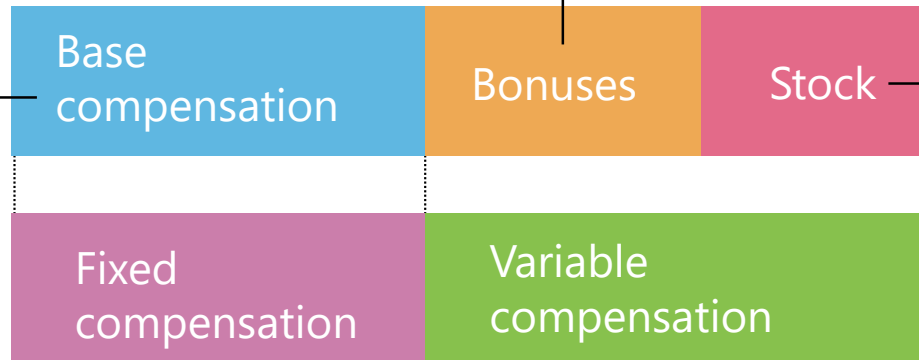 Base
compensation
Bonuses
Stock
Fixed
compensation
Variable
compensation